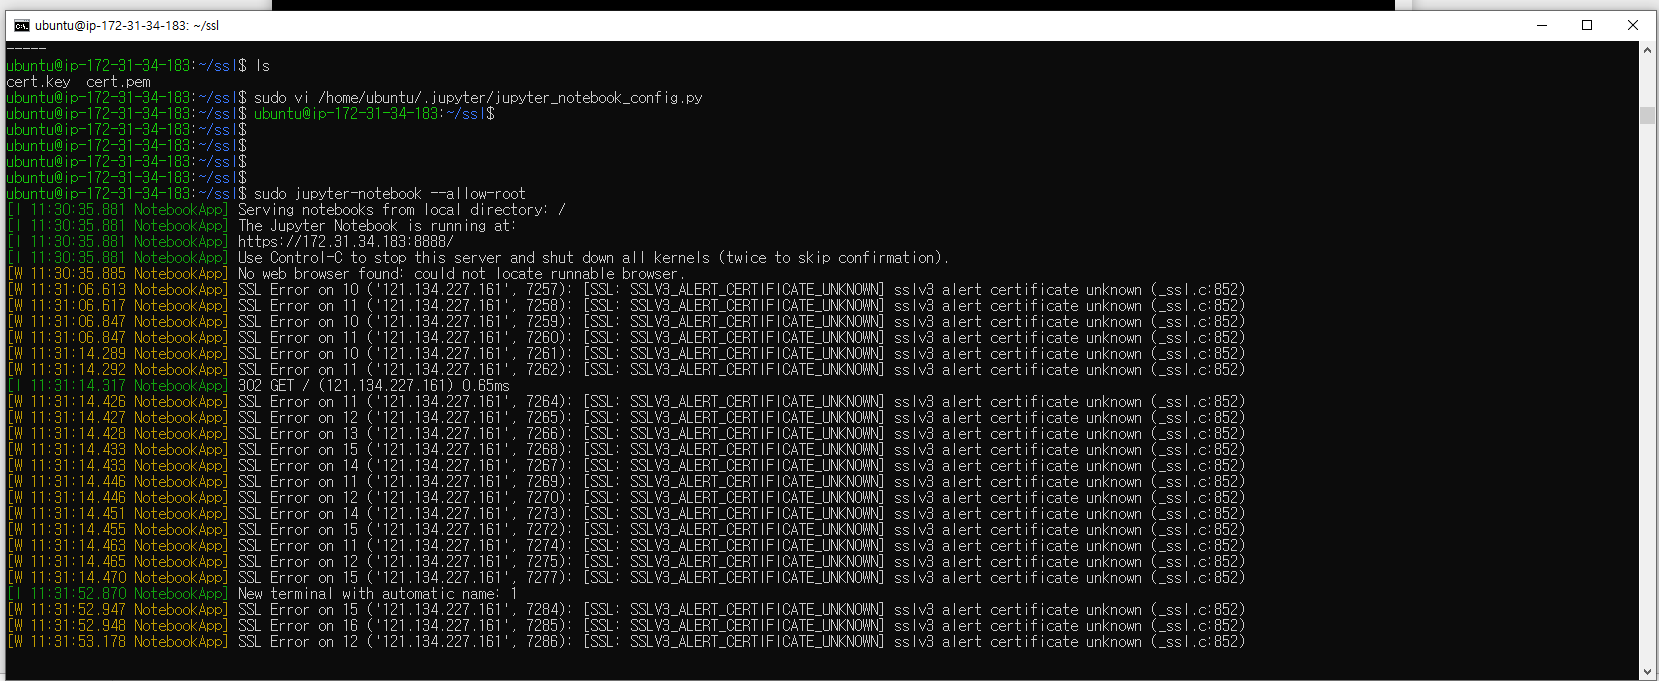 ubuntu@ip-172-31-34-183: ~/ssl
-----
ubuntu@ip-172-31-34-183:~/ssl$ ls
cert.key  cert.pem
ubuntu@ip-172-31-34-183:~/ssl$ sudo vi /home/ubuntu/.jupyter/jupyter_notebook_config.py
ubuntu@ip-172-31-34-183:~/ssl$ ubuntu@ip-172-31-34-183:~/ssl$
ubuntu@ip-172-31-34-183:~/ssl$
ubuntu@ip-172-31-34-183:~/ssl$
ubuntu@ip-172-31-34-183:~/ssl$
ubuntu@ip-172-31-34-183:~/ssl$
ubuntu@ip-172-31-34-183:~/ssl$ sudo jupyter-notebook --allow-root
[I 11:30:35.881 NotebookApp] Serving notebooks from local directory: /
[I 11:30:35.881 NotebookApp] The Jupyter Notebook is running at:
[I 11:30:35.881 NotebookApp] https://172.31.34.183:8888/
[I 11:30:35.881 NotebookApp] Use Control-C to stop this server and shut down all kernels (twice to skip confirmation).
[W 11:30:35.885 NotebookApp] No web browser found: could not locate runnable browser.
[W 11:31:06.613 NotebookApp] SSL Error on 10 ('121.134.227.161', 7257): [SSL: SSLV3_ALERT_CERTIFICATE_UNKNOWN] sslv3 alert certificate unknown (_ssl.c:852)
[W 11:31:06.617 NotebookApp] SSL Error on 11 ('121.134.227.161', 7258): [SSL: SSLV3_ALERT_CERTIFICATE_UNKNOWN] sslv3 alert certificate unknown (_ssl.c:852)
[W 11:31:06.847 NotebookApp] SSL Error on 10 ('121.134.227.161', 7259): [SSL: SSLV3_ALERT_CERTIFICATE_UNKNOWN] sslv3 alert certificate unknown (_ssl.c:852)
[W 11:31:06.847 NotebookApp] SSL Error on 11 ('121.134.227.161', 7260): [SSL: SSLV3_ALERT_CERTIFICATE_UNKNOWN] sslv3 alert certificate unknown (_ssl.c:852)
[W 11:31:14.289 NotebookApp] SSL Error on 10 ('121.134.227.161', 7261): [SSL: SSLV3_ALERT_CERTIFICATE_UNKNOWN] sslv3 alert certificate unknown (_ssl.c:852)
[W 11:31:14.292 NotebookApp] SSL Error on 11 ('121.134.227.161', 7262): [SSL: SSLV3_ALERT_CERTIFICATE_UNKNOWN] sslv3 alert certificate unknown (_ssl.c:852)
[I 11:31:14.317 NotebookApp] 302 GET / (121.134.227.161) 0.65ms
[W 11:31:14.426 NotebookApp] SSL Error on 11 ('121.134.227.161', 7264): [SSL: SSLV3_ALERT_CERTIFICATE_UNKNOWN] sslv3 alert certificate unknown (_ssl.c:852)
[W 11:31:14.427 NotebookApp] SSL Error on 12 ('121.134.227.161', 7265): [SSL: SSLV3_ALERT_CERTIFICATE_UNKNOWN] sslv3 alert certificate unknown (_ssl.c:852)
[W 11:31:14.428 NotebookApp] SSL Error on 13 ('121.134.227.161', 7266): [SSL: SSLV3_ALERT_CERTIFICATE_UNKNOWN] sslv3 alert certificate unknown (_ssl.c:852)
[W 11:31:14.433 NotebookApp] SSL Error on 15 ('121.134.227.161', 7268): [SSL: SSLV3_ALERT_CERTIFICATE_UNKNOWN] sslv3 alert certificate unknown (_ssl.c:852)
[W 11:31:14.433 NotebookApp] SSL Error on 14 ('121.134.227.161', 7267): [SSL: SSLV3_ALERT_CERTIFICATE_UNKNOWN] sslv3 alert certificate unknown (_ssl.c:852)
[W 11:31:14.446 NotebookApp] SSL Error on 11 ('121.134.227.161', 7269): [SSL: SSLV3_ALERT_CERTIFICATE_UNKNOWN] sslv3 alert certificate unknown (_ssl.c:852)
[W 11:31:14.446 NotebookApp] SSL Error on 12 ('121.134.227.161', 7270): [SSL: SSLV3_ALERT_CERTIFICATE_UNKNOWN] sslv3 alert certificate unknown (_ssl.c:852)
[W 11:31:14.451 NotebookApp] SSL Error on 14 ('121.134.227.161', 7273): [SSL: SSLV3_ALERT_CERTIFICATE_UNKNOWN] sslv3 alert certificate unknown (_ssl.c:852)
[W 11:31:14.455 NotebookApp] SSL Error on 15 ('121.134.227.161', 7272): [SSL: SSLV3_ALERT_CERTIFICATE_UNKNOWN] sslv3 alert certificate unknown (_ssl.c:852)
[W 11:31:14.463 NotebookApp] SSL Error on 11 ('121.134.227.161', 7274): [SSL: SSLV3_ALERT_CERTIFICATE_UNKNOWN] sslv3 alert certificate unknown (_ssl.c:852)
[W 11:31:14.465 NotebookApp] SSL Error on 12 ('121.134.227.161', 7275): [SSL: SSLV3_ALERT_CERTIFICATE_UNKNOWN] sslv3 alert certificate unknown (_ssl.c:852)
[W 11:31:14.470 NotebookApp] SSL Error on 15 ('121.134.227.161', 7277): [SSL: SSLV3_ALERT_CERTIFICATE_UNKNOWN] sslv3 alert certificate unknown (_ssl.c:852)
[I 11:31:52.870 NotebookApp] New terminal with automatic name: 1
[W 11:31:52.947 NotebookApp] SSL Error on 15 ('121.134.227.161', 7284): [SSL: SSLV3_ALERT_CERTIFICATE_UNKNOWN] sslv3 alert certificate unknown (_ssl.c:852)
[W 11:31:52.948 NotebookApp] SSL Error on 16 ('121.134.227.161', 7285): [SSL: SSLV3_ALERT_CERTIFICATE_UNKNOWN] sslv3 alert certificate unknown (_ssl.c:852)
[W 11:31:53.178 NotebookApp] SSL Error on 12 ('121.134.227.161', 7286): [SSL: SSLV3_ALERT_CERTIFICATE_UNKNOWN] sslv3 alert certificate unknown (_ssl.c:852)